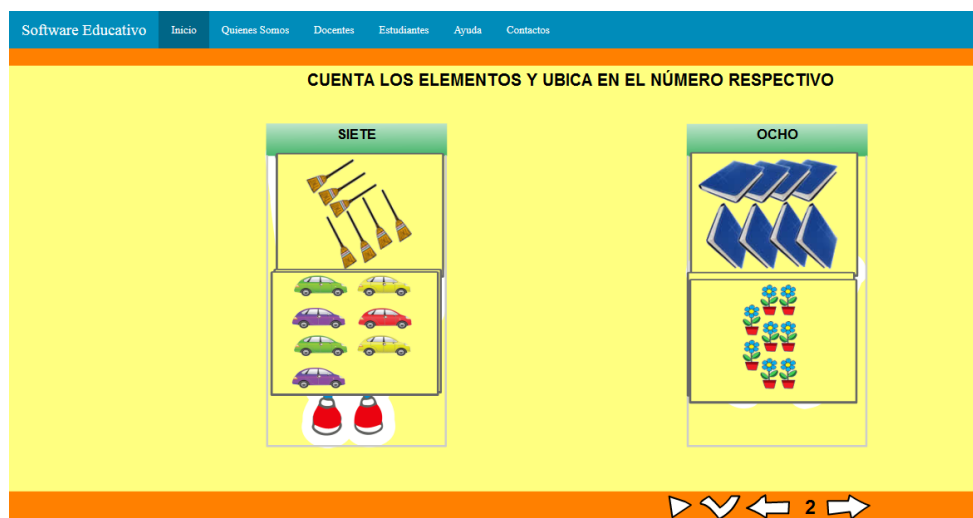 Software Educativo Inicio Quienes Somos Docentes Estudiantes Ayuda Contactos
CUENTA LOS ELEMENTOS Y UBICA EN EL NÚMERO RESPECTIVO
SIETE
OCHO
2